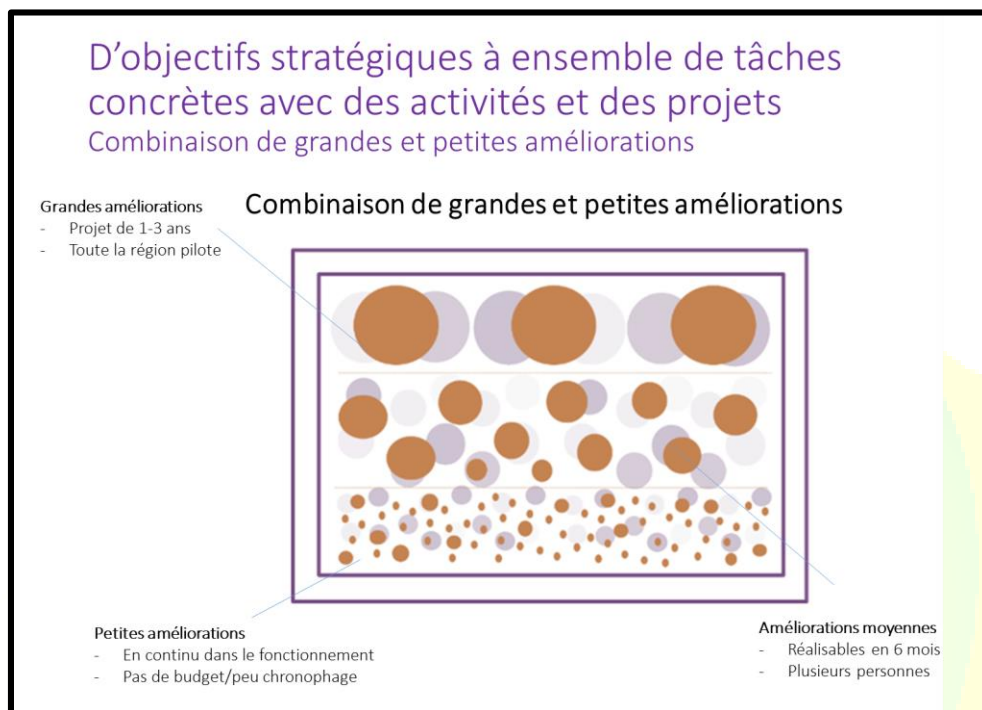 D’objectifs stratégiques à ensemble de tâches
concrètes avec des activités et des projets
Combinaison de grandes et petites améliorations
Grandes améliorations
- Projet de 1-3 ans
- Toute la région pilote
Combinaison de grandes et petites améliorations
Petites améliorations
- En continu dans le fonctionnement
- Pas de budget/peu chronophage
Améliorations moyennes
- Réalisables en 6 mois
- Plusieurs personnes